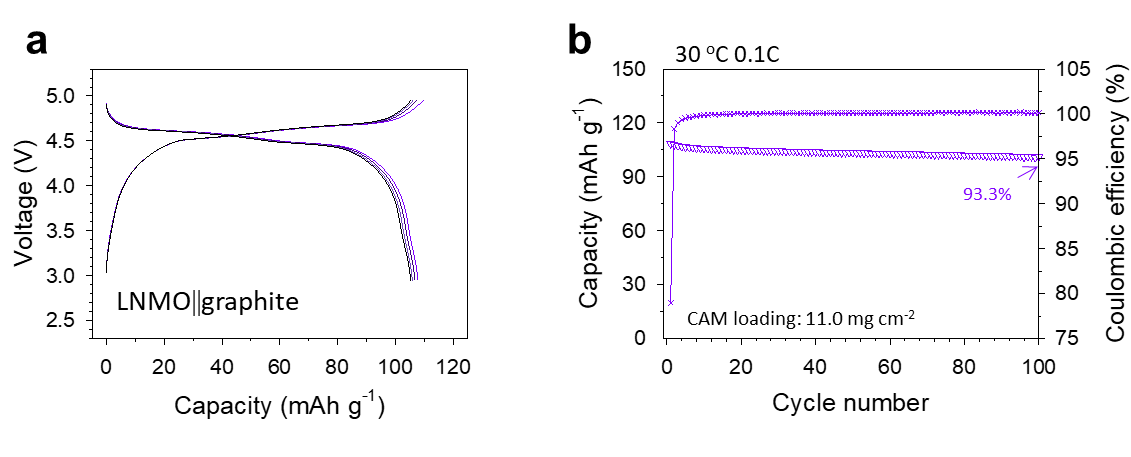 a
5.0
4.5
4.0
3.5
3.0
2.5
Voltage (V)
LNMO||graphite
0 20 40 60 80 100 120
Capacity (mAh g⁻¹)
b
30 ᵒC 0.1C
150
120
90
60
30
0
Capacity (mAh g⁻¹)
93.3%
CAM loading: 11.0 mg cm⁻²
105
100
95
90
85
80
75
Coulombic efficiency (%)
0 20 40 60 80 100
Cycle number